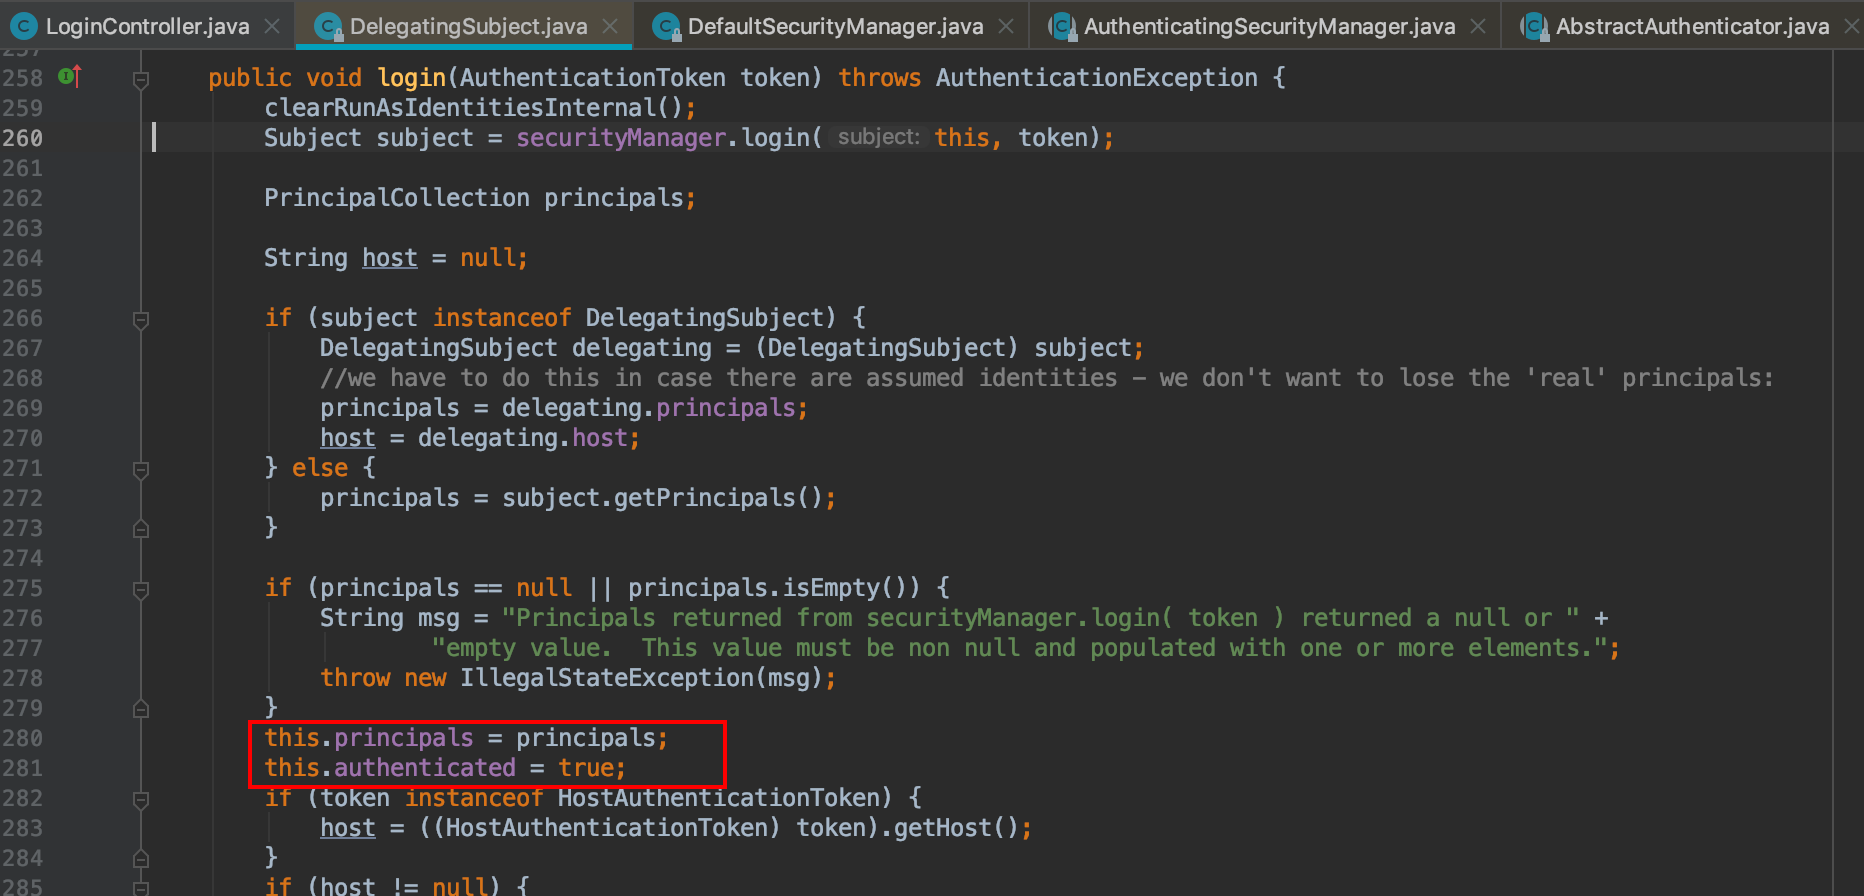 LoginController.java DelegatingSubject.java DefaultSecurityManager.java AuthenticatingSecurityManager.java AbstractAuthenticator.java
257
258 public void login(AuthenticationToken token) throws AuthenticationException {
259 clearRunAsIdentitiesInternal();
260 Subject subject = securityManager.login( subject: this, token);
261
262 PrincipalCollection principals;
263
264 String host = null;
265
266 if (subject instanceof DelegatingSubject) {
267 DelegatingSubject delegating = (DelegatingSubject) subject;
268 //we have to do this in case there are assumed identities - we don't want to lose the 'real' principals:
269 principals = delegating.principals;
270 host = delegating.host;
271 } else {
272 principals = subject.getPrincipals();
273 }
274
275 if (principals == null || principals.isEmpty()) {
276 String msg = "Principals returned from securityManager.login( token ) returned a null or " +
277 "empty value.  This value must be non null and populated with one or more elements.";
278 throw new IllegalStateException(msg);
279 }
280 this.principals = principals;
281 this.authenticated = true;
282 if (token instanceof HostAuthenticationToken) {
283 host = ((HostAuthenticationToken) token).getHost();
284 }
285 if (host != null) {